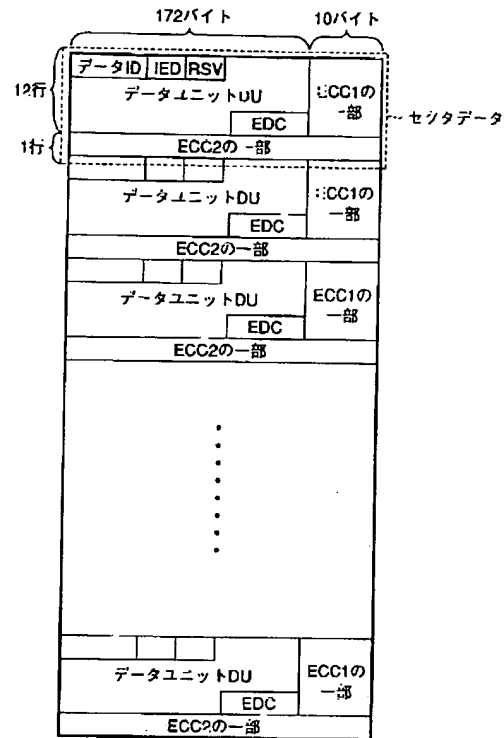 172バイト 10バイト
データID IED RSV
12行
データユニットDU
ECC1の
一部
EDC
セクタデータ
1行
ECC2の一部
データユニットDU
ECC1の
一部
EDC
ECC2の一部
データユニットDU
ECC1の
一部
EDC
ECC2の一部
データユニットDU
ECC1の
一部
EDC
ECC2の一部